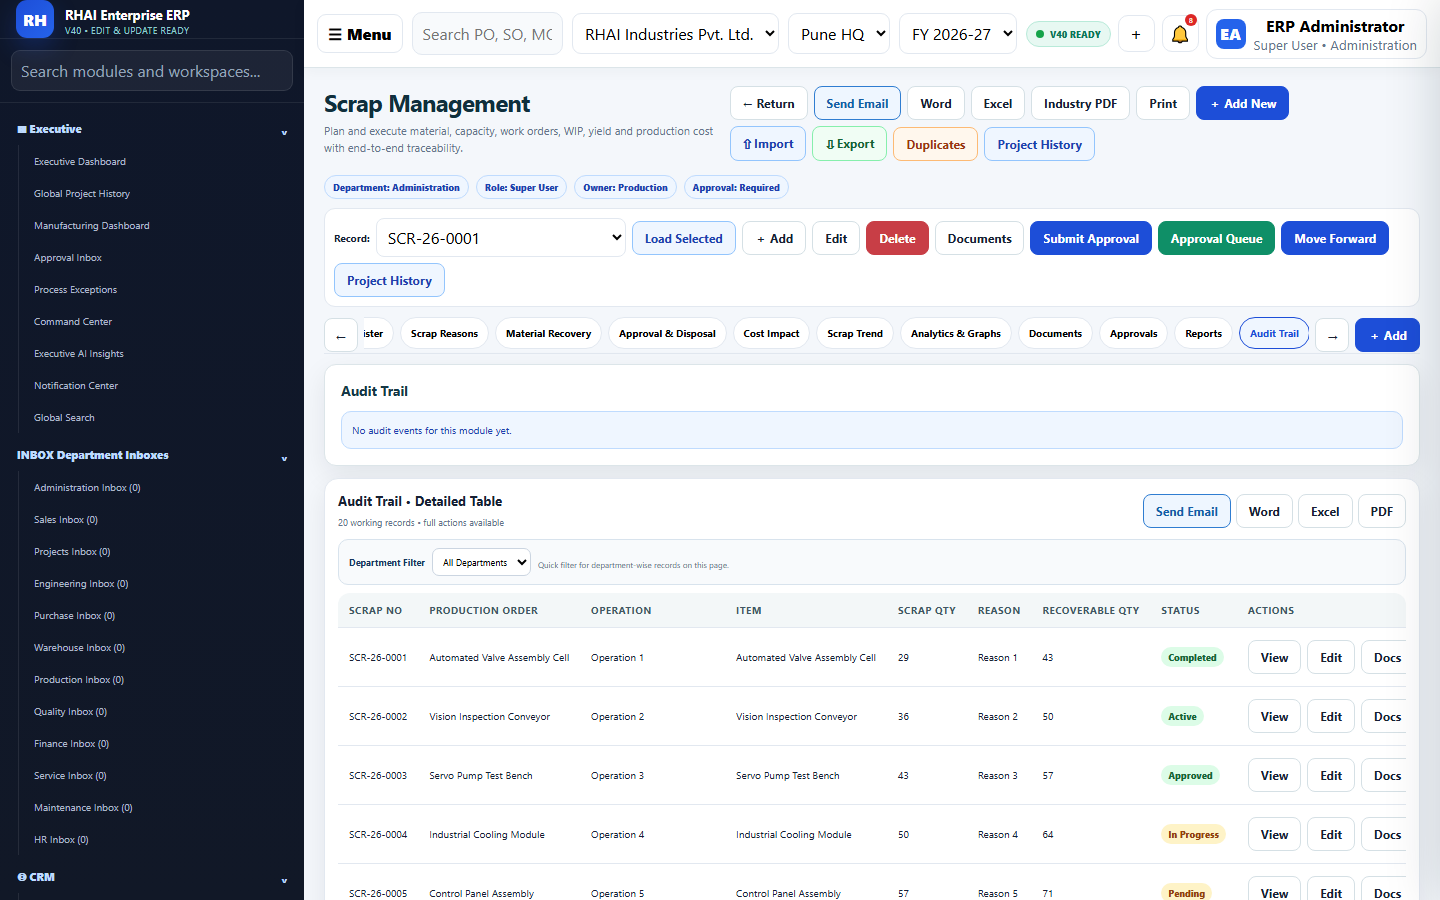 RH
RHAI Enterprise ERP
V40 • EDIT & UPDATE READY
Search modules and workspaces...
Executive
Executive Dashboard
Global Project History
Manufacturing Dashboard
Approval Inbox
Process Exceptions
Command Center
Executive AI Insights
Notification Center
Global Search
INBOX Department Inboxes
Administration Inbox (0)
Sales Inbox (0)
Projects Inbox (0)
Engineering Inbox (0)
Purchase Inbox (0)
Warehouse Inbox (0)
Production Inbox (0)
Quality Inbox (0)
Finance Inbox (0)
Service Inbox (0)
Maintenance Inbox (0)
HR Inbox (0)
CRM
☰ Menu
Search PO, SO, MC
RHAI Industries Pvt. Ltd.
Pune HQ
FY 2026-27
V40 READY
+
8
EA
ERP Administrator
Super User • Administration
Scrap Management
Plan and execute material, capacity, work orders, WIP, yield and production cost
with end-to-end traceability.
← Return
Send Email
Word
Excel
Industry PDF
Print
+ Add New
⇧ Import
⇩ Export
Duplicates
Project History
Department: Administration
Role: Super User
Owner: Production
Approval: Required
Record:
SCR-26-0001
Load Selected
+ Add
Edit
Delete
Documents
Submit Approval
Approval Queue
Move Forward
Project History
←
ister
Scrap Reasons
Material Recovery
Approval & Disposal
Cost Impact
Scrap Trend
Analytics & Graphs
Documents
Approvals
Reports
Audit Trail
→
+ Add
Audit Trail
No audit events for this module yet.
Audit Trail • Detailed Table
20 working records • full actions available
Send Email
Word
Excel
PDF
Department Filter
All Departments
Quick filter for department-wise records on this page.
SCRAP NO PRODUCTION ORDER OPERATION ITEM SCRAP QTY REASON RECOVERABLE QTY STATUS ACTIONS
SCR-26-0001 Automated Valve Assembly Cell Operation 1 Automated Valve Assembly Cell 29 Reason 1 43 Completed View Edit Docs
SCR-26-0002 Vision Inspection Conveyor Operation 2 Vision Inspection Conveyor 36 Reason 2 50 Active View Edit Docs
SCR-26-0003 Servo Pump Test Bench Operation 3 Servo Pump Test Bench 43 Reason 3 57 Approved View Edit Docs
SCR-26-0004 Industrial Cooling Module Operation 4 Industrial Cooling Module 50 Reason 4 64 In Progress View Edit Docs
SCR-26-0005 Control Panel Assembly Operation 5 Control Panel Assembly 57 Reason 5 71 Pending View Edit Docs